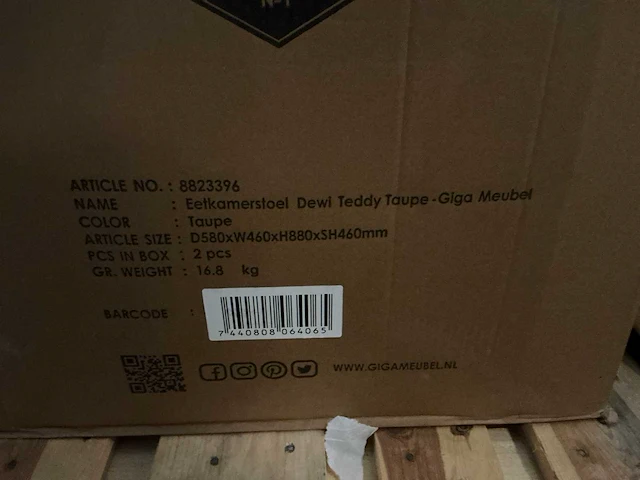 Nº1
ARTICLE NO. : 8823396
NAME : Eetkamerstoel Dewi Teddy Taupe - Giga Meubel
COLOR : Taupe
ARTICLE SIZE : D580xW460xH880xSH460mm
PCS IN BOX : 2 pcs
GR. WEIGHT : 16.8 kg
BARCODE :
7 440808 064065
WWW.GIGAMEUBEL.NL